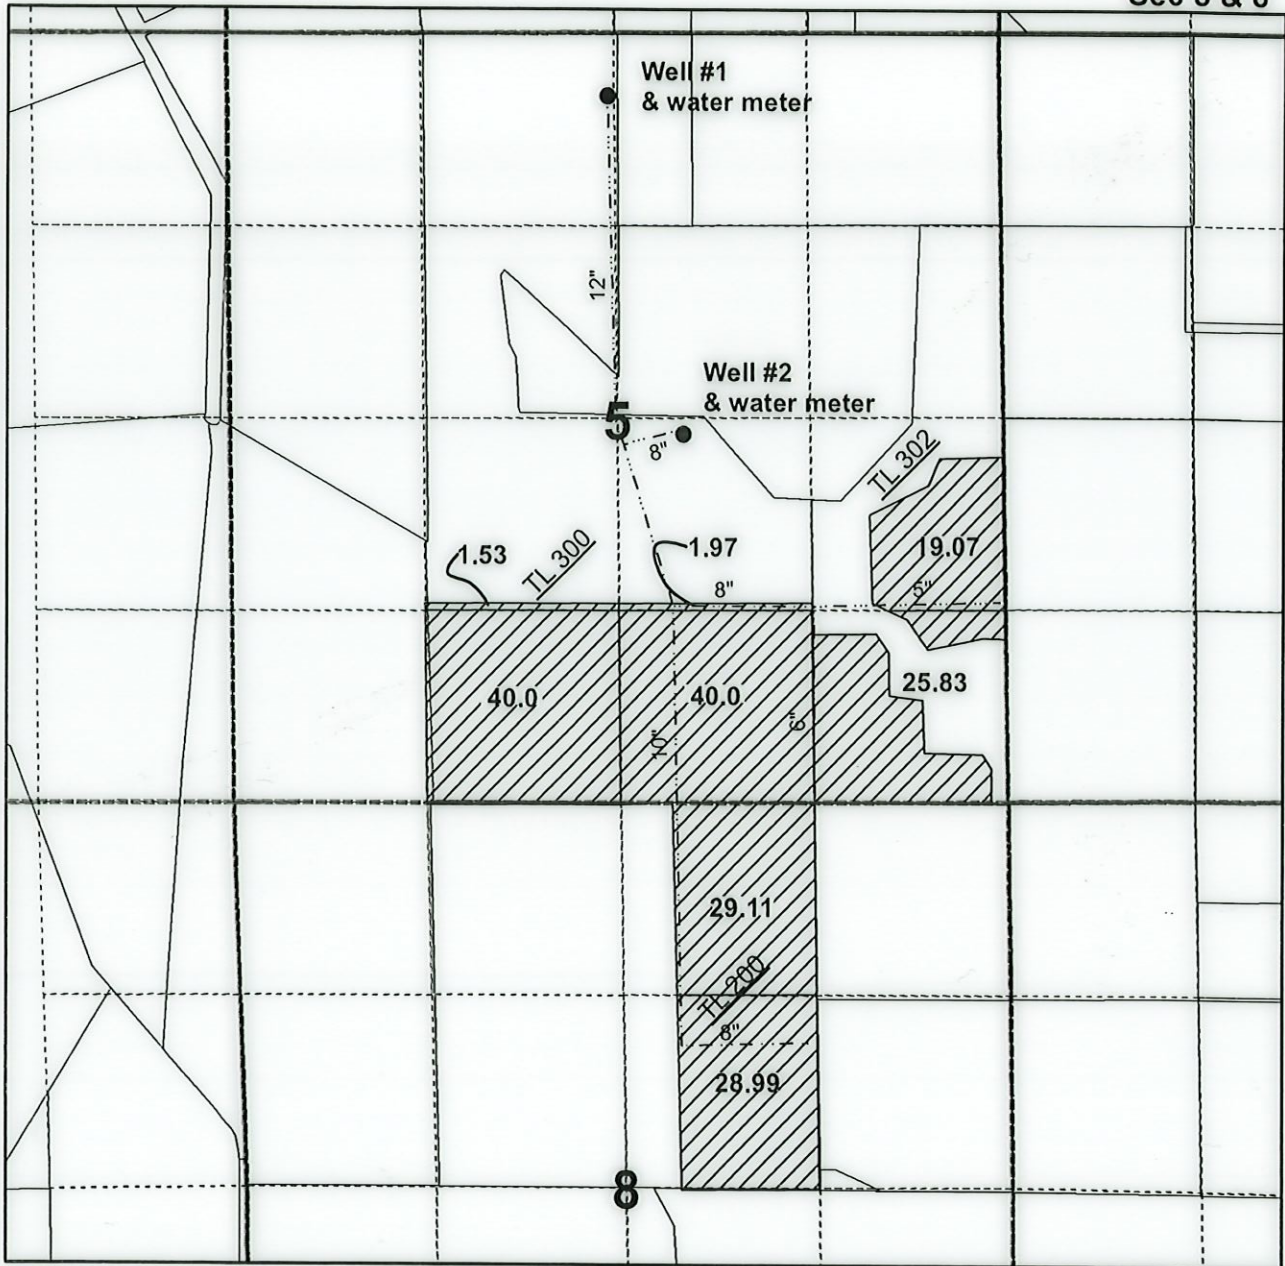 Well #1
& water meter
12"
Well #2
& water meter
5
8"
TL 302
1.53
TL 300
1.97
19.07
8"
5"
40.0
40.0
25.83
10"
6"
29.11
TL 200
8"
28.99
8